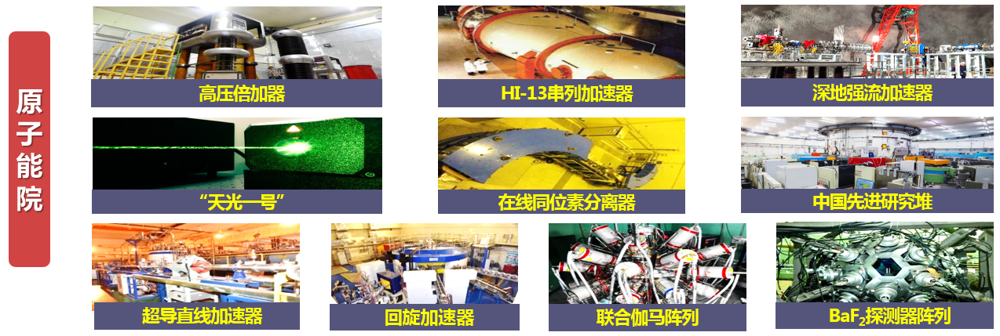 原子能院
高压倍加器
HI-13串列加速器
深地强流加速器
“天光一号”
在线同位素分离器
中国先进研究堆
超导直线加速器
回旋加速器
联合伽马阵列
BaF₂探测器阵列